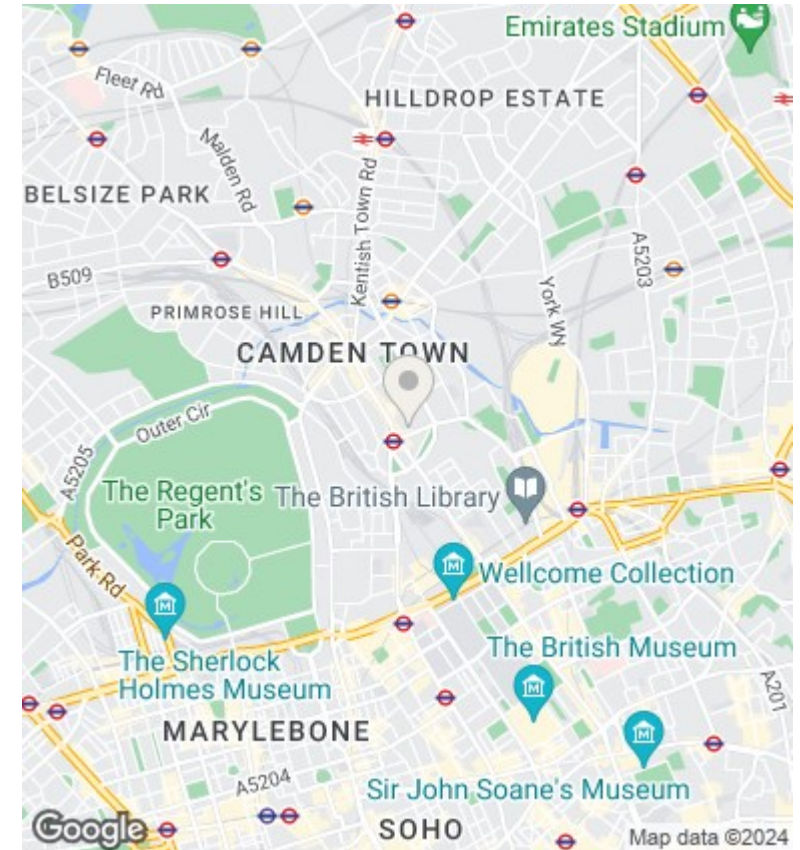 Emirates Stadium
Fleet Rd
HILLDROP ESTATE
Malden Rd
BELSIZE PARK
Kentish Town Rd
A5203
B509
York Wy
PRIMROSE HILL
CAMDEN TOWN
Outer Cir
A5205
The Regent's
Park
The British Library
Park Rd
Wellcome Collection
The British Museum
The Sherlock
Holmes Museum
A201
MARYLEBONE
A5204
Sir John Soane's Museum
SOHO
Google
Map data ©2024